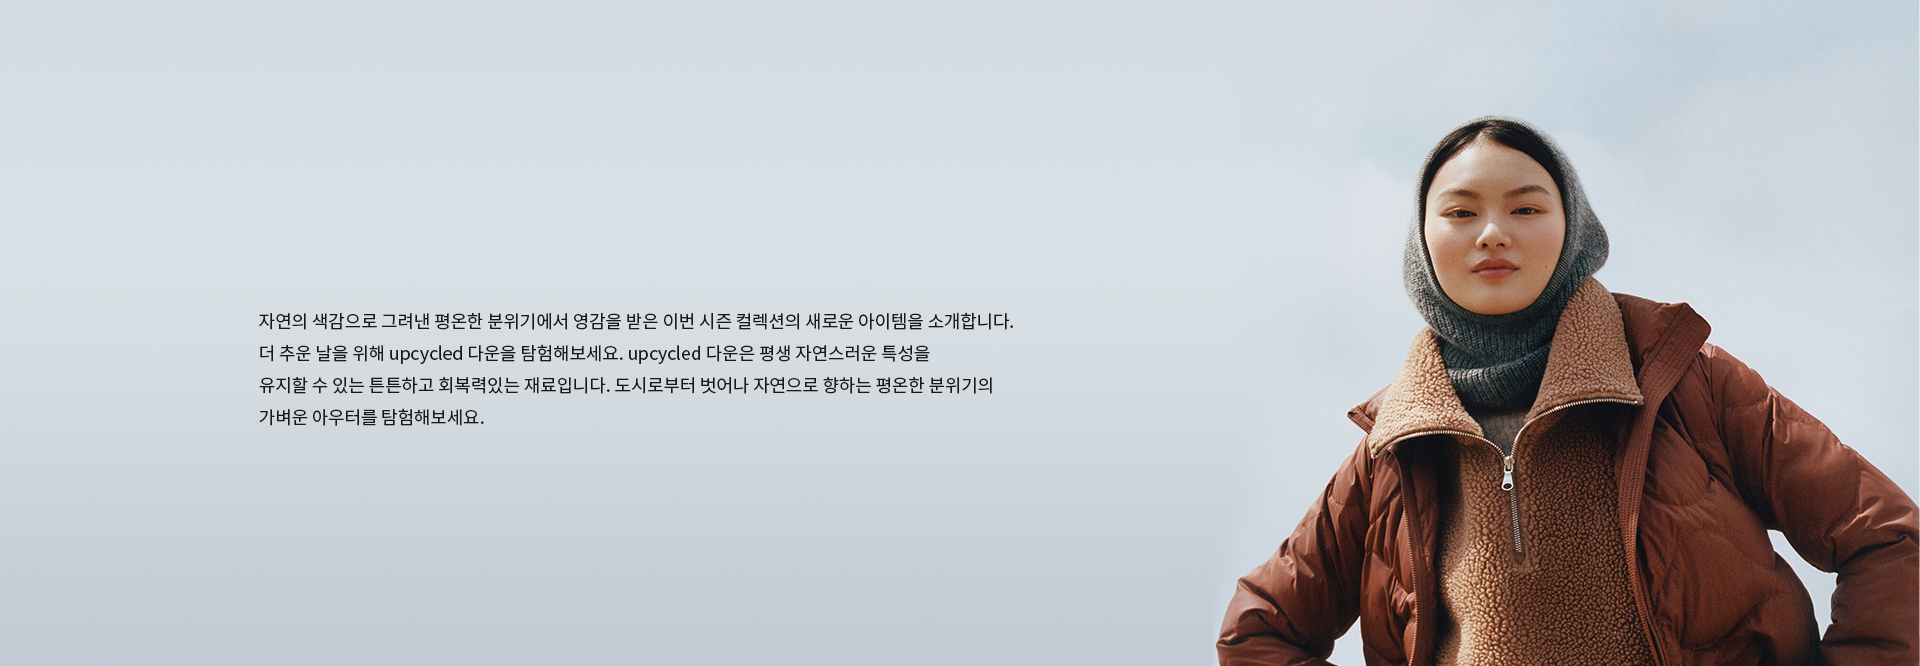 자연의 색감으로 그려낸 평온한 분위기에서 영감을 받은 이번 시즌 컬렉션의 새로운 아이템을 소개합니다.
더 추운 날을 위해 upcycled 다운을 탐험해보세요. upcycled 다운은 평생 자연스러운 특성을
유지할 수 있는 튼튼하고 회복력있는 재료입니다. 도시로부터 벗어나 자연으로 향하는 평온한 분위기의
가벼운 아우터를 탐험해보세요.